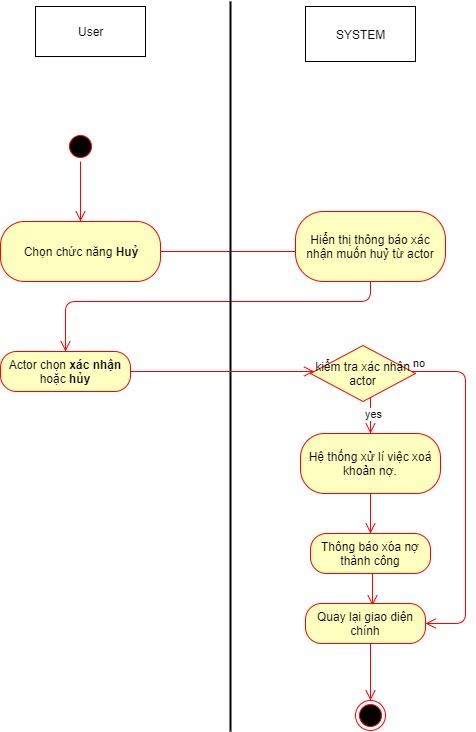 User
SYSTEM
Chọn chức năng Huỷ
Hiển thị thông báo xác
nhận muốn huỷ từ actor
Actor chọn xác nhận
hoặc hủy
kiểm tra xác nhận
actor
no
yes
Hệ thống xử lí việc xoá
khoản nợ.
Thông báo xóa nợ
thành công
Quay lại giao diện
chính